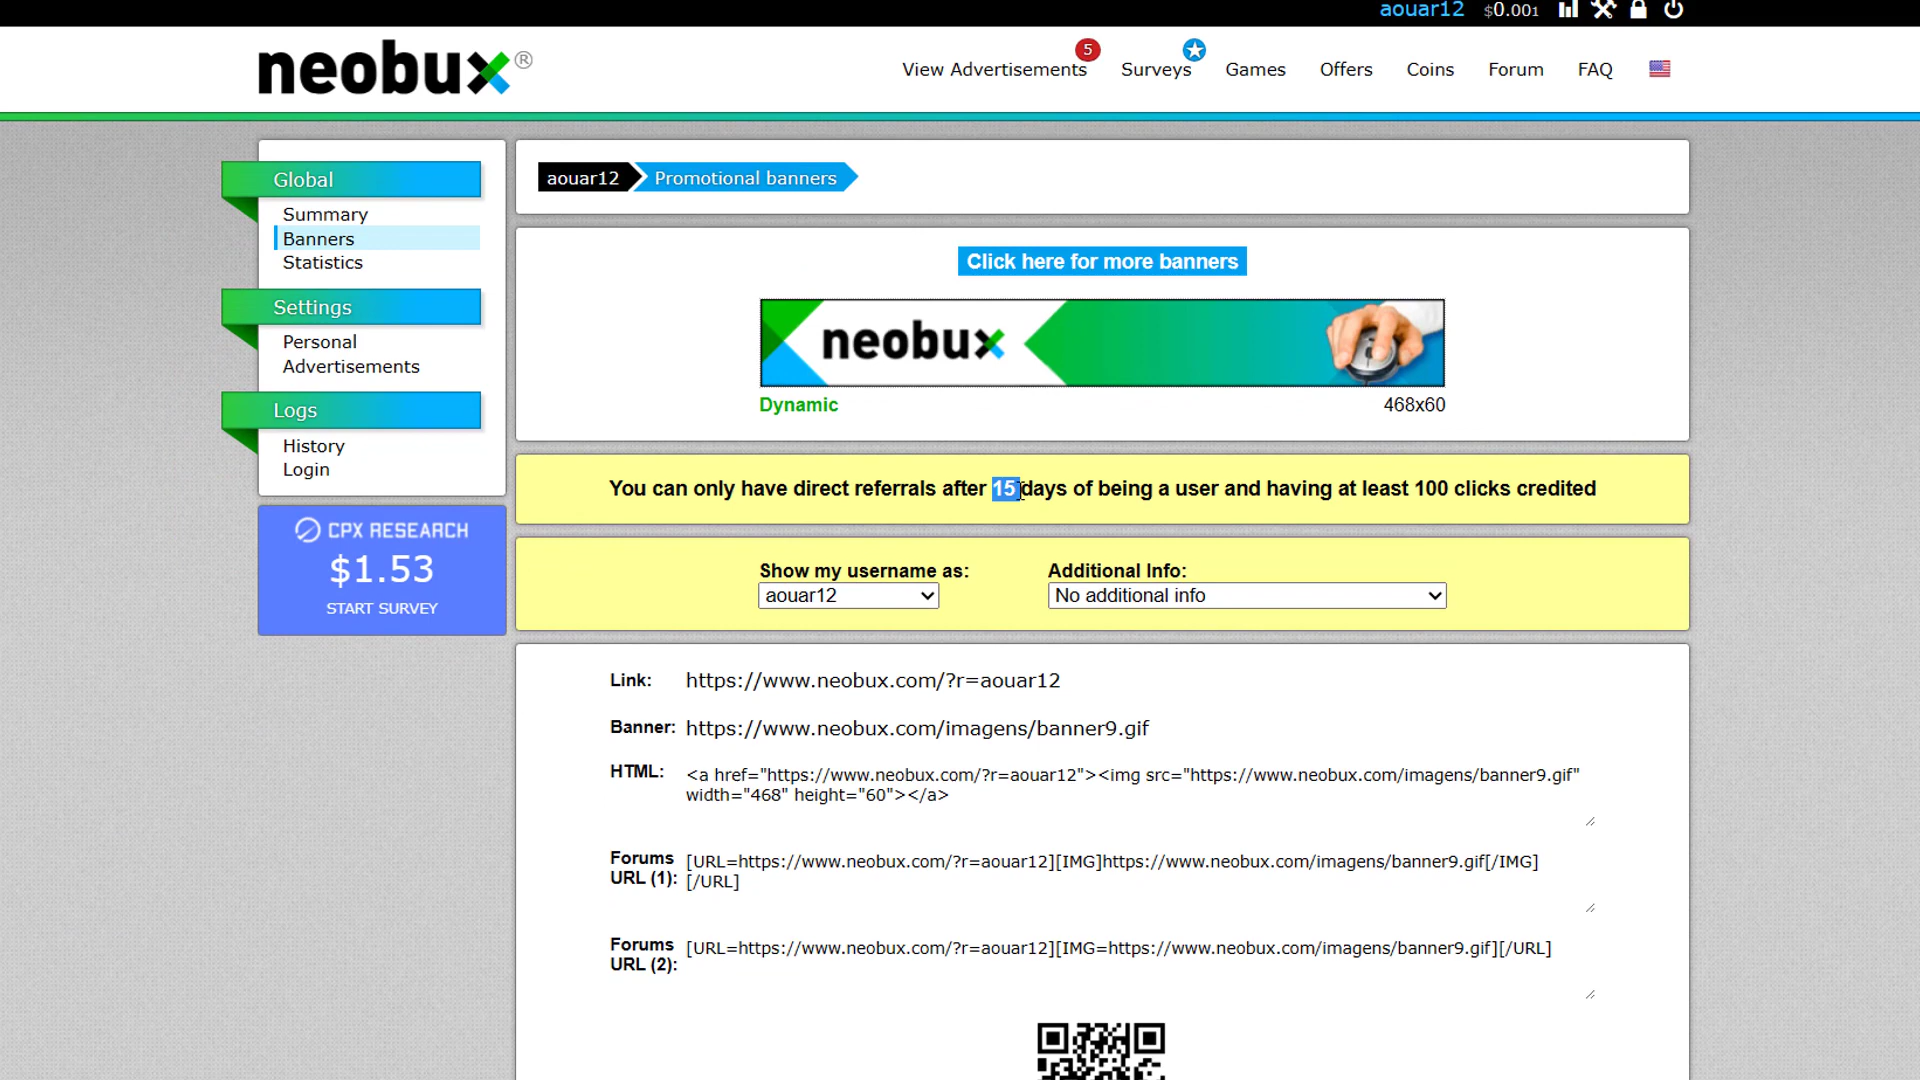 aouar12 $0.001
neobux®
View Advertisements 5 Surveys Games Offers Coins Forum FAQ
Global
Summary
Banners
Statistics
Settings
Personal
Advertisements
Logs
History
Login
CPX RESEARCH
$1.53
START SURVEY
aouar12 Promotional banners
Click here for more banners
neobux
Dynamic 468x60
You can only have direct referrals after 15 days of being a user and having at least 100 clicks credited
Show my username as: Additional Info:
aouar12 No additional info
Link: https://www.neobux.com/?r=aouar12
Banner: https://www.neobux.com/imagens/banner9.gif
HTML: <a href="https://www.neobux.com/?r=aouar12"><img src="https://www.neobux.com/imagens/banner9.gif"
width="468" height="60"></a>
Forums URL (1): [URL=https://www.neobux.com/?r=aouar12][IMG]https://www.neobux.com/imagens/banner9.gif[/IMG]
[/URL]
Forums URL (2): [URL=https://www.neobux.com/?r=aouar12][IMG=https://www.neobux.com/imagens/banner9.gif][/URL]